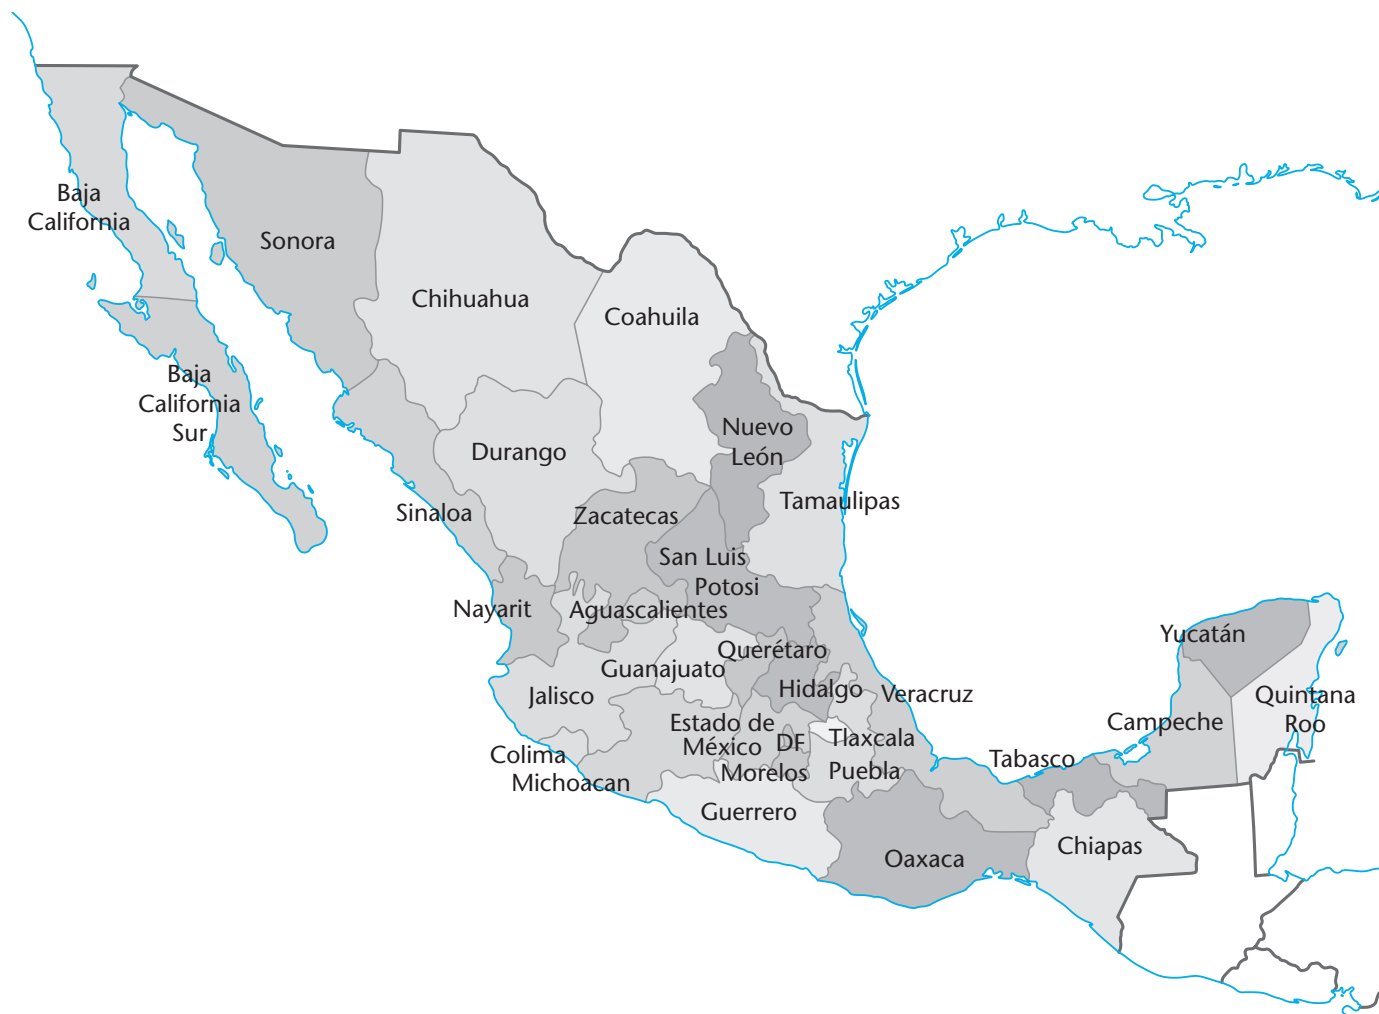 Baja
California
Sonora
Chihuahua
Coahuila
Baja
California
Sur
Nuevo
León
Durango
Tamaulipas
Sinaloa
Zacatecas
San Luis
Potosi
Nayarit
Aguascalientes
Yucatán
Querétaro
Guanajuato
Hidalgo
Jalisco
Veracruz
Quintana
Roo
Campeche
Estado de
México
DF
Tlaxcala
Colima
Tabasco
Michoacan
Morelos
Puebla
Guerrero
Chiapas
Oaxaca